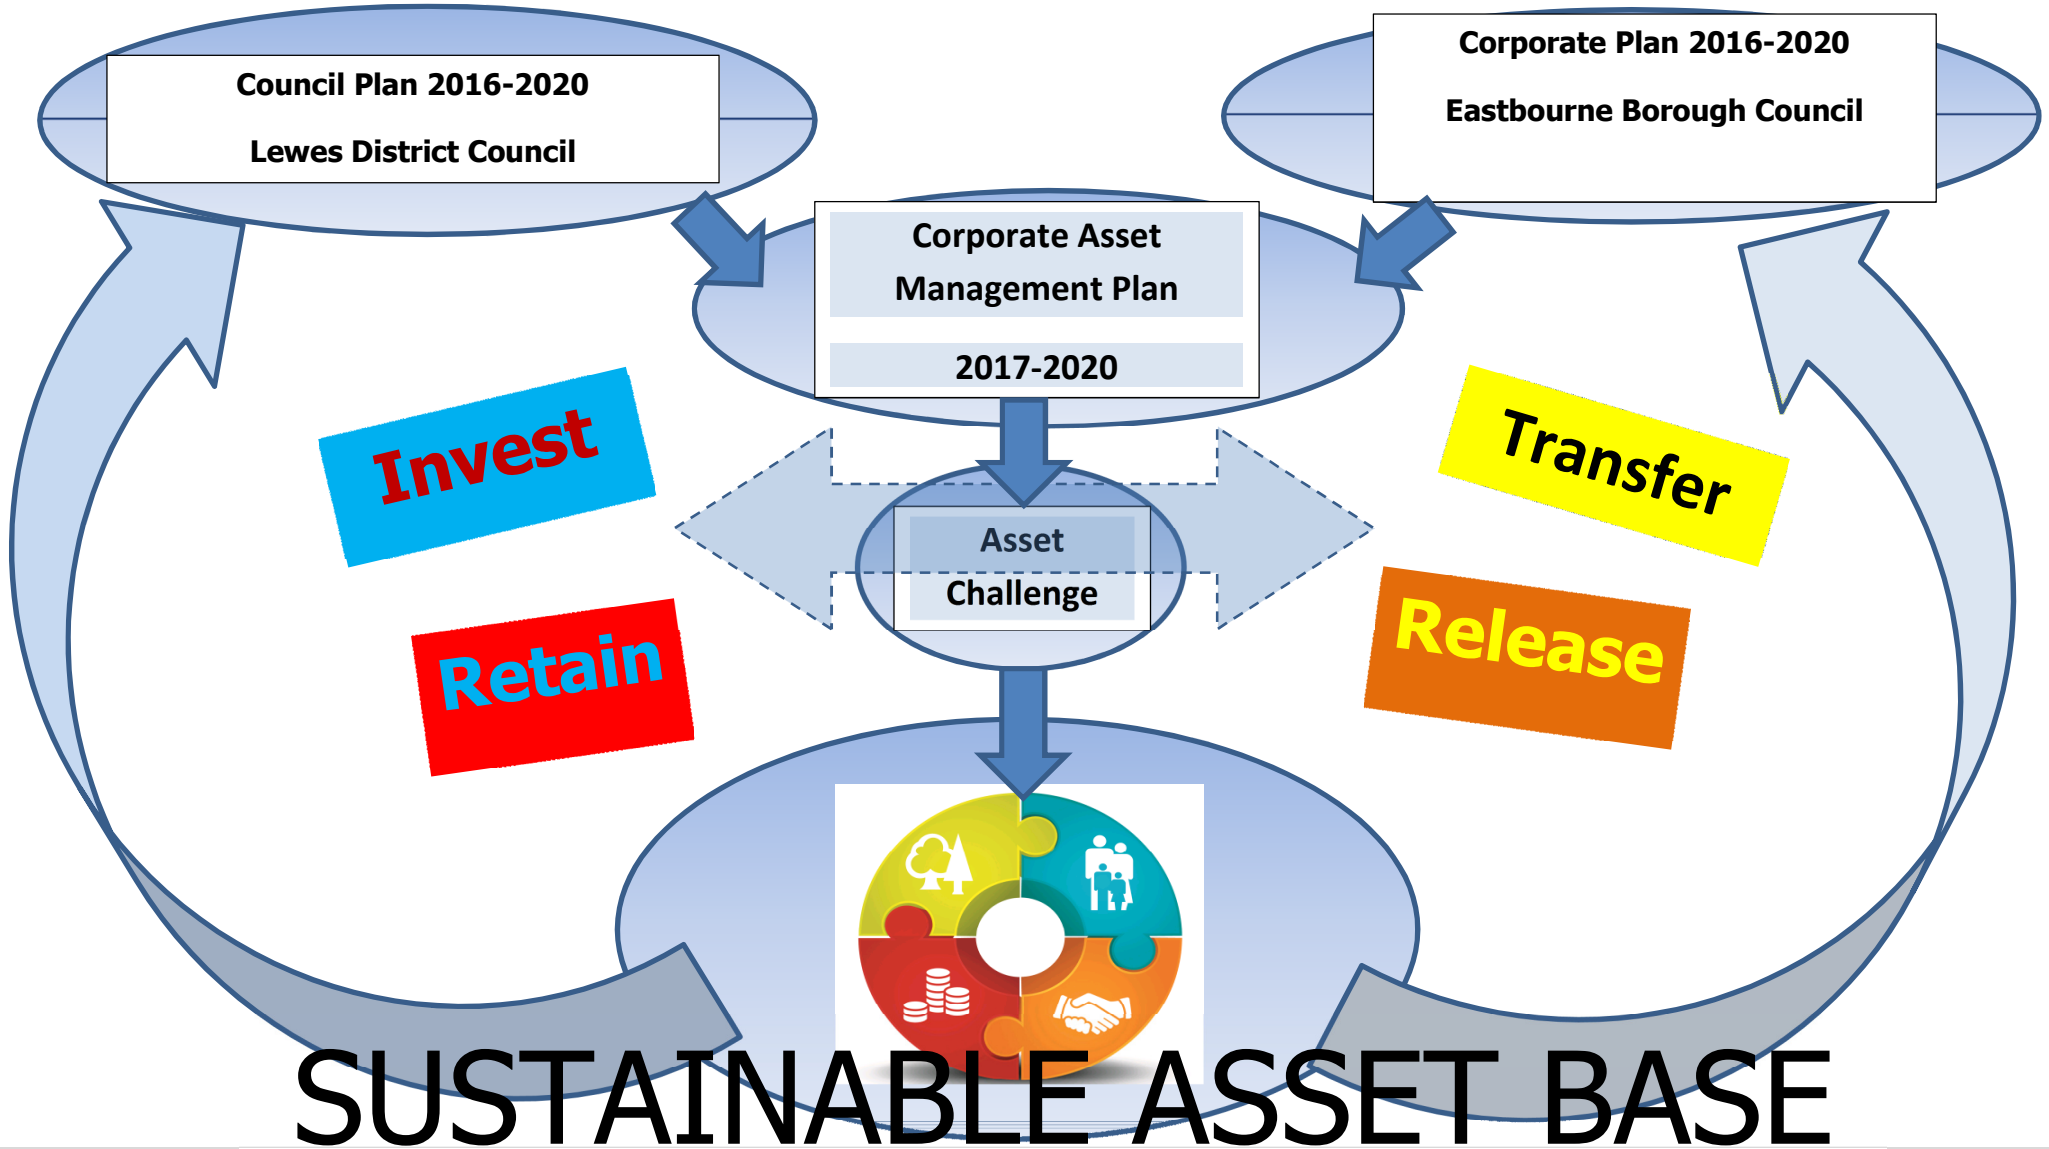 Council Plan 2016-2020
Lewes District Council
Corporate Plan 2016-2020
Eastbourne Borough Council
Corporate Asset
Management Plan
2017-2020
Invest
Transfer
Asset
Challenge
Retain
Release
SUSTAINABLE ASSET BASE